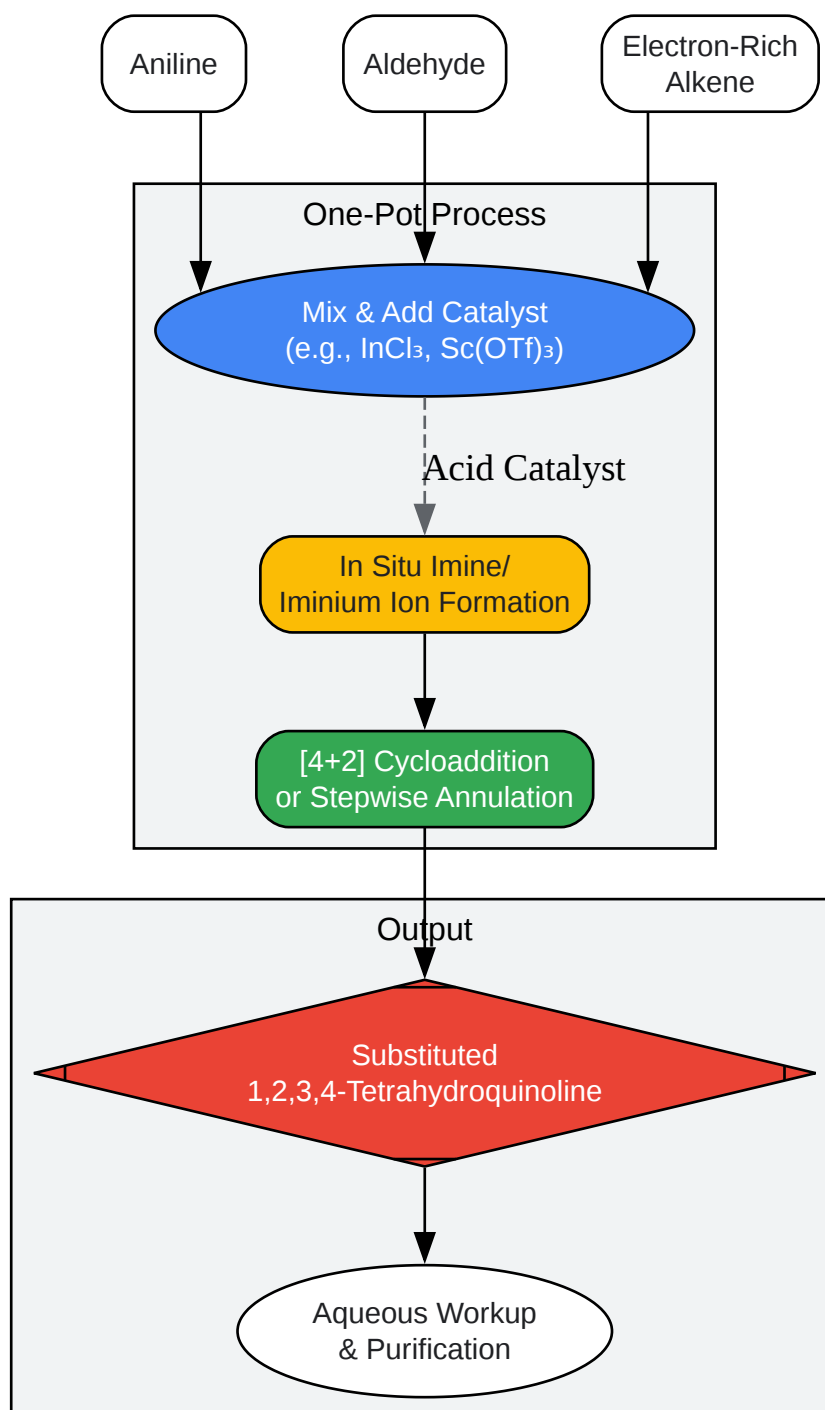 Aniline
Aldehyde
Electron-Rich
Alkene
One-Pot Process
Mix & Add Catalyst
(e.g., InCl₃, Sc(OTf)₃)
Acid Catalyst
In Situ Imine/
Iminium Ion Formation
[4+2] Cycloaddition
or Stepwise Annulation
Output
Substituted
1,2,3,4-Tetrahydroquinoline
Aqueous Workup
& Purification